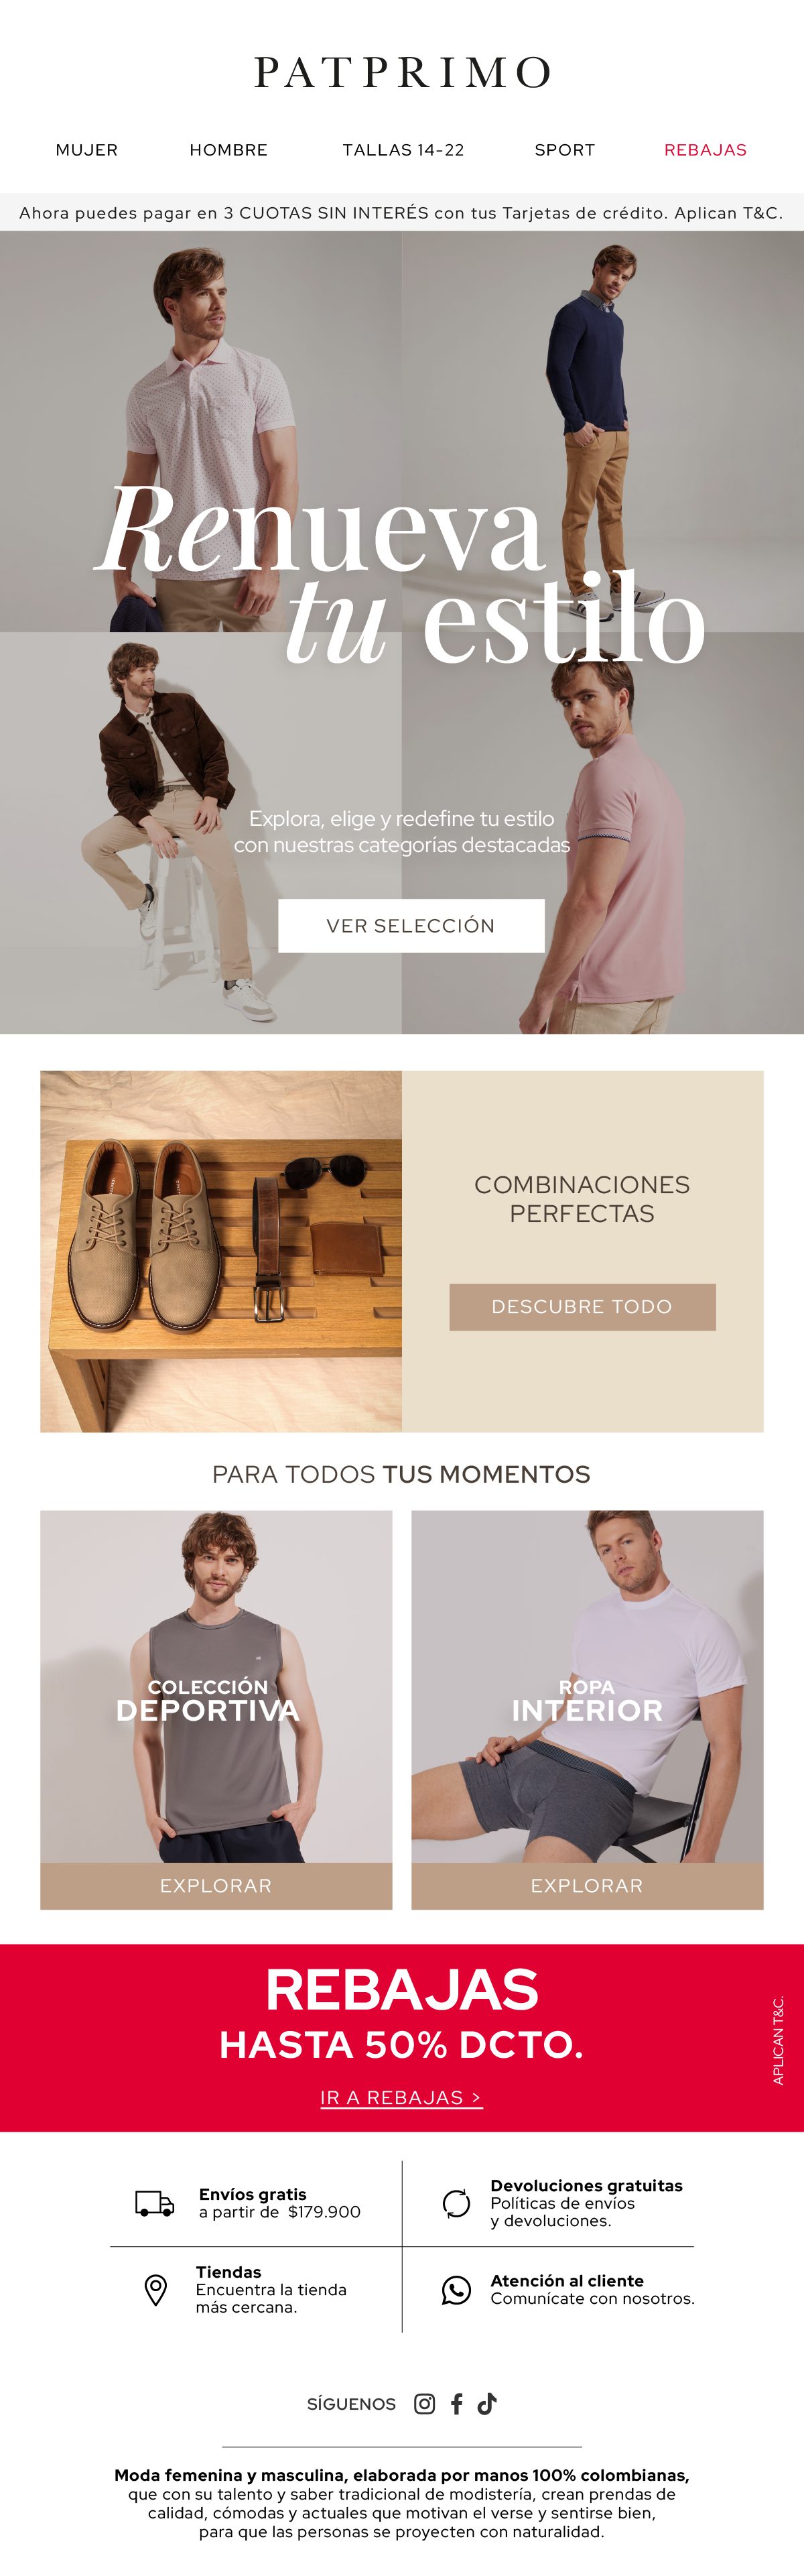 PATPRIMO
MUJER HOMBRE TALLAS 14-22 SPORT REBAJAS
Ahora puedes pagar en 3 CUOTAS SIN INTERÉS con tus Tarjetas de crédito. Aplican T&C.
Renueva
tu estilo
Explora, elige y redefine tu estilo
con nuestras categorías destacadas
VER SELECCIÓN
COMBINACIONES
PERFECTAS
DESCUBRE TODO
PARA TODOS TUS MOMENTOS
COLECCIÓN
DEPORTIVA
EXPLORAR
ROPA
INTERIOR
EXPLORAR
REBAJAS
HASTA 50% DCTO.
IR A REBAJAS >
APLICAN T&C.
Envíos gratis
a partir de $179.900
Devoluciones gratuitas
Políticas de envíos
y devoluciones.
Tiendas
Encuentra la tienda
más cercana.
Atención al cliente
Comunícate con nosotros.
SÍGUENOS
Moda femenina y masculina, elaborada por manos 100% colombianas,
que con su talento y saber tradicional de modistería, crean prendas de
calidad, cómodas y actuales que motivan el verse y sentirse bien,
para que las personas se proyecten con naturalidad.